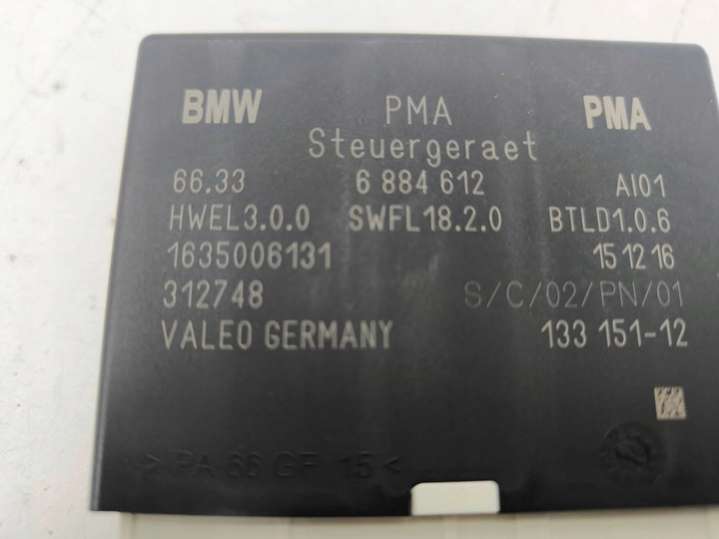 BMW PMA PMA
Steuergeraet
66.33 6 884 612 AI01
HWEL3.0.0 SWFL18.2.0 BTLD1.0.6
1635006131 15 12 16
312748 S/C/02/PN/01
VALEO GERMANY 133 151-12
>PA 66 GF 15<